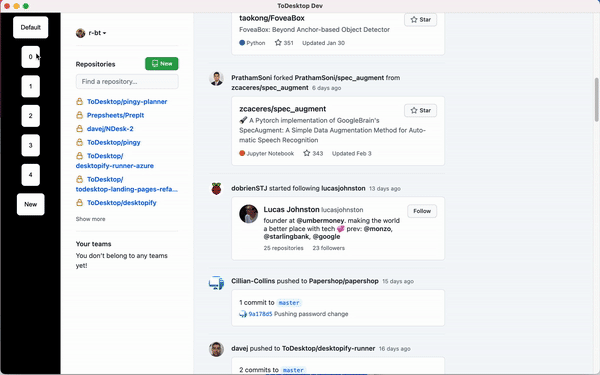 ToDesktop Dev
Default
0
1
2
3
4
New
r-bt
Repositories
New
Find a repository...
ToDesktop/pingy-planner
Prepsheets/PrepIt
davej/NDesk-2
ToDesktop/pingy
ToDesktop/
desktopify-runner-azure
ToDesktop/
todesktop-landing-pages-refa...
ToDesktop/desktopify
Show more
Your teams
You don't belong to any teams
yet!
taokong/FoveaBox
Star
FoveaBox: Beyond Anchor-based Object Detector
Python 351 Updated Jan 30
PrathamSoni forked PrathamSoni/spec_augment from
zcaceres/spec_augment 6 days ago
zcaceres/spec_augment
Star
🚀 A Pytorch implementation of GoogleBrain's
SpecAugment: A Simple Data Augmentation Method for Auto-
matic Speech Recognition
Jupyter Notebook 343 Updated Feb 3
dobrienSTJ started following lucasjohnston 13 days ago
Lucas Johnston lucasjohnston
Follow
founder at @umbermoney. making the world
a better place with tech 💞 prev: @monzo,
@starlingbank, @google
25 repositories 23 followers
Cillian-Collins pushed to Papershop/papershop 15 days ago
1 commit to master
9a178d5 Pushing password change
davej pushed to ToDesktop/desktopify-runner 16 days ago
2 commits to master